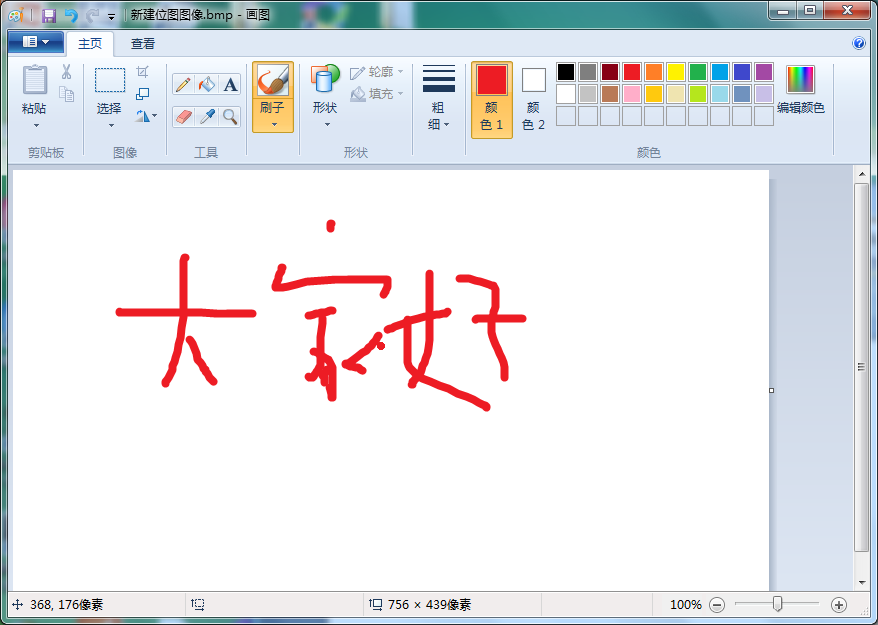 新建位图图像.bmp - 画图
主页 查看
粘贴 选择 A 刷子 形状 轮廓 填充 粗细 颜色 1 颜色 2 编辑颜色
剪贴板 图像 工具 形状 颜色
大家好
368, 176像素 756 × 439像素 100%